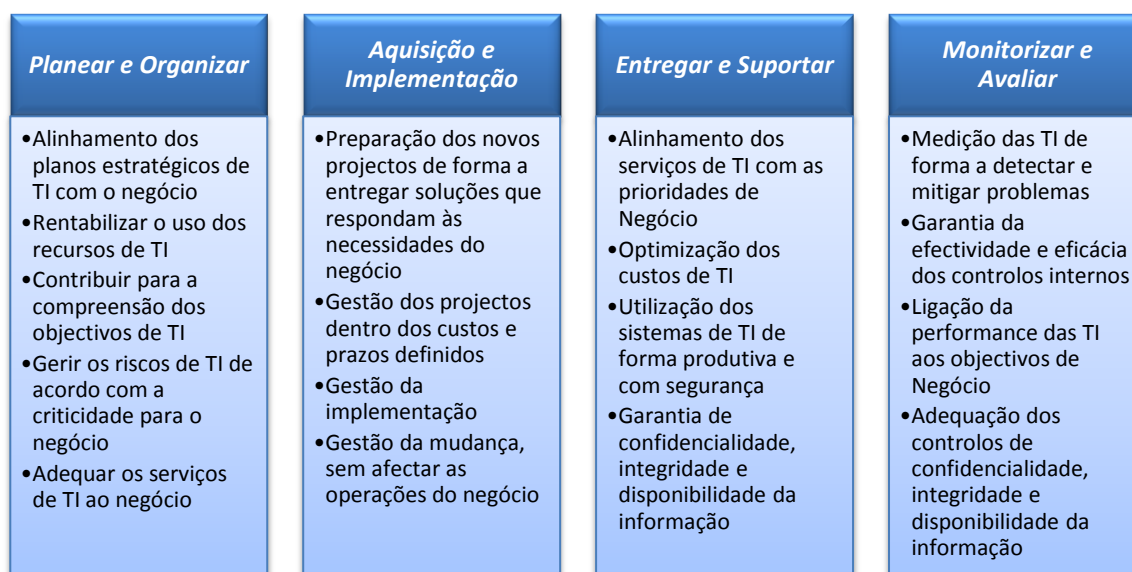 Planear e Organizar
•Alinhamento dos
planos estratégicos de
TI com o negócio
•Rentabilizar o uso dos
recursos de TI
•Contribuir para a
compreensão dos
objectivos de TI
•Gerir os riscos de TI de
acordo com a
criticidade para o
negócio
•Adequar os serviços
de TI ao negócio
Aquisição e
Implementação
•Preparação dos novos
projectos de forma a
entregar soluções que
respondam às
necessidades do
negócio
•Gestão dos projectos
dentro dos custos e
prazos definidos
•Gestão da
implementação
•Gestão da mudança,
sem afectar as
operações do negócio
Entregar e Suportar
•Alinhamento dos
serviços de TI com as
prioridades de
Negócio
•Optimização dos
custos de TI
•Utilização dos
sistemas de TI de
forma produtiva e
com segurança
•Garantia de
confidencialidade,
integridade e
disponibilidade da
informação
Monitorizar e
Avaliar
•Medição das TI de
forma a detectar e
mitigar problemas
•Garantia da
efectividade e eficácia
dos controlos internos
•Ligação da
performance das TI
aos objectivos de
Negócio
•Adequação dos
controlos de
confidencialidade,
integridade e
disponibilidade da
informação